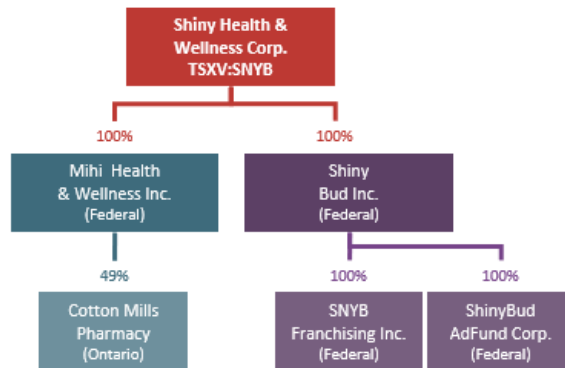 Shiny Health &
Wellness Corp.
TSXV:SNYB
100%
100%
Mihi Health
& Wellness Inc.
(Federal)
Shiny
Bud Inc.
(Federal)
49%
100%
100%
Cotton Mills
Pharmacy
(Ontario)
SNYB
Franchising Inc.
(Federal)
ShinyBud
AdFund Corp.
(Federal)